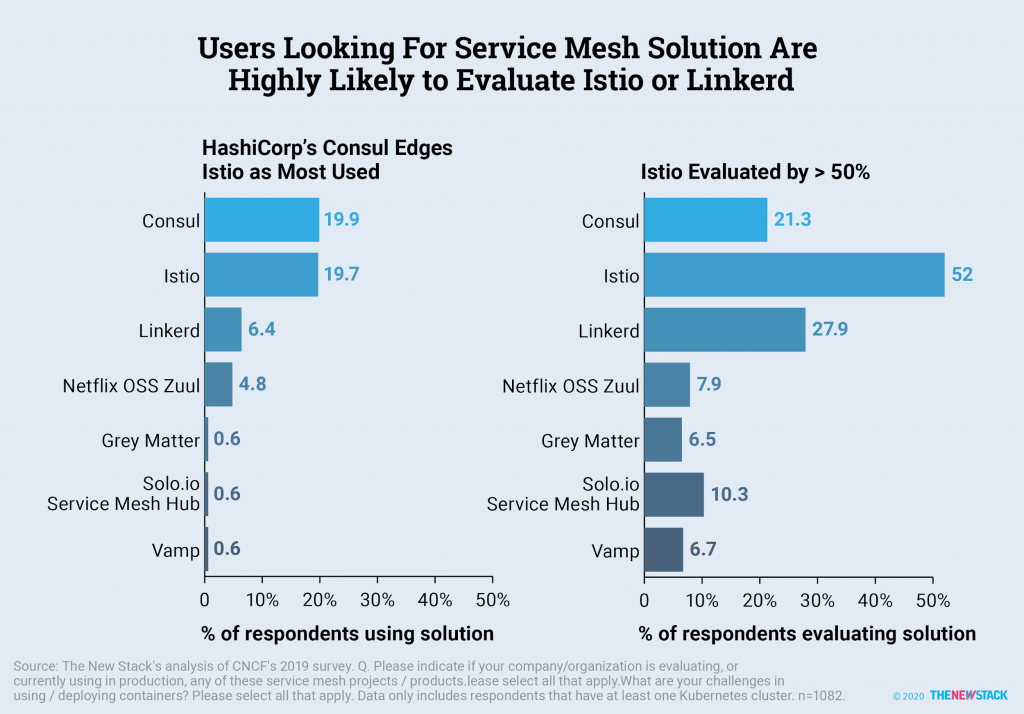 Users Looking For Service Mesh Solution Are
Highly Likely to Evaluate Istio or Linkerd
HashiCorp's Consul Edges
Istio as Most Used
Consul 19.9
Istio 19.7
Linkerd 6.4
Netflix OSS Zuul 4.8
Grey Matter 0.6
Solo.io
Service Mesh Hub 0.6
Vamp 0.6
0 10% 20% 30% 40% 50%
% of respondents using solution
Istio Evaluated by > 50%
Consul 21.3
Istio 52
Linkerd 27.9
Netflix OSS Zuul 7.9
Grey Matter 6.5
Solo.io
Service Mesh Hub 10.3
Vamp 6.7
0 10% 20% 30% 40% 50%
% of respondents evaluating solution
Source: The New Stack's analysis of CNCF's 2019 survey. Q. Please indicate if your company/organization is evaluating, or
currently using in production, any of these service mesh projects / products.lease select all that apply.What are your challenges in
using / deploying containers? Please select all that apply. Data only includes respondents that have at least one Kubernetes cluster. n=1082.
© 2020 THENEWSTACK